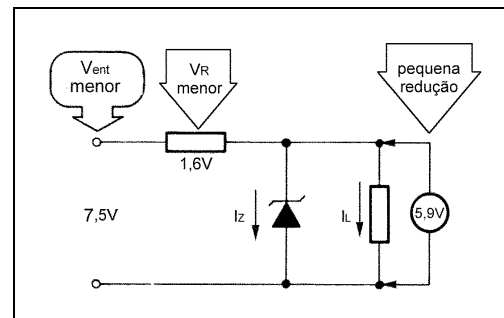 Vent
menor
VR
menor
pequena
redução
1,6V
7,5V
IZ
IL
5,9V